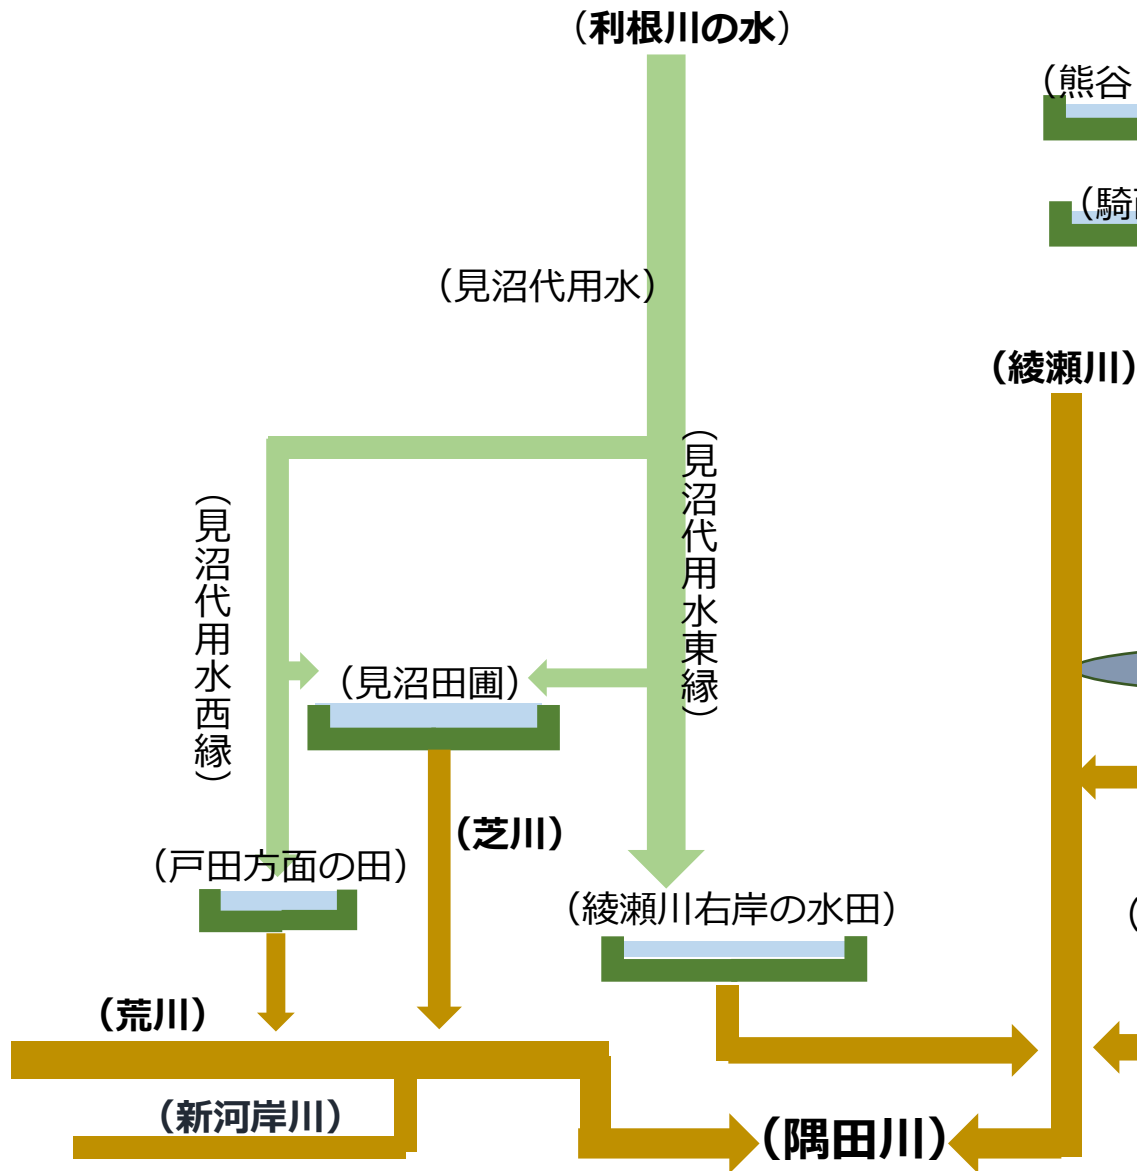 （利根川の水）
（熊谷
（騎
（見沼代用水）
（綾瀬川）
（見沼代用水東縁）
（見沼代用水西縁）
（見沼田圃）
（芝川）
（戸田方面の田）
（綾瀬川右岸の水田）
（
（荒川）
（新河岸川）
（隅田川）